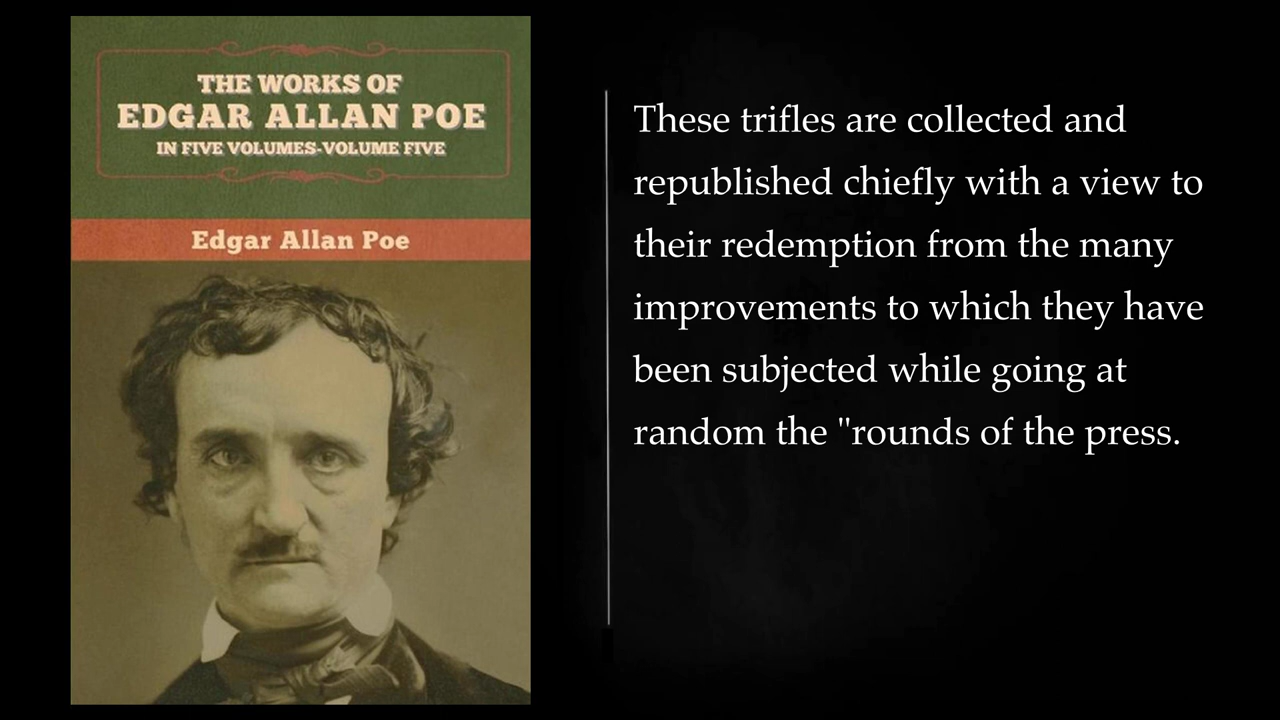 THE WORKS OF
EDGAR ALLAN POE
IN FIVE VOLUMES-VOLUME FIVE
Edgar Allan Poe
These trifles are collected and
republished chiefly with a view to
their redemption from the many
improvements to which they have
been subjected while going at
random the "rounds of the press.